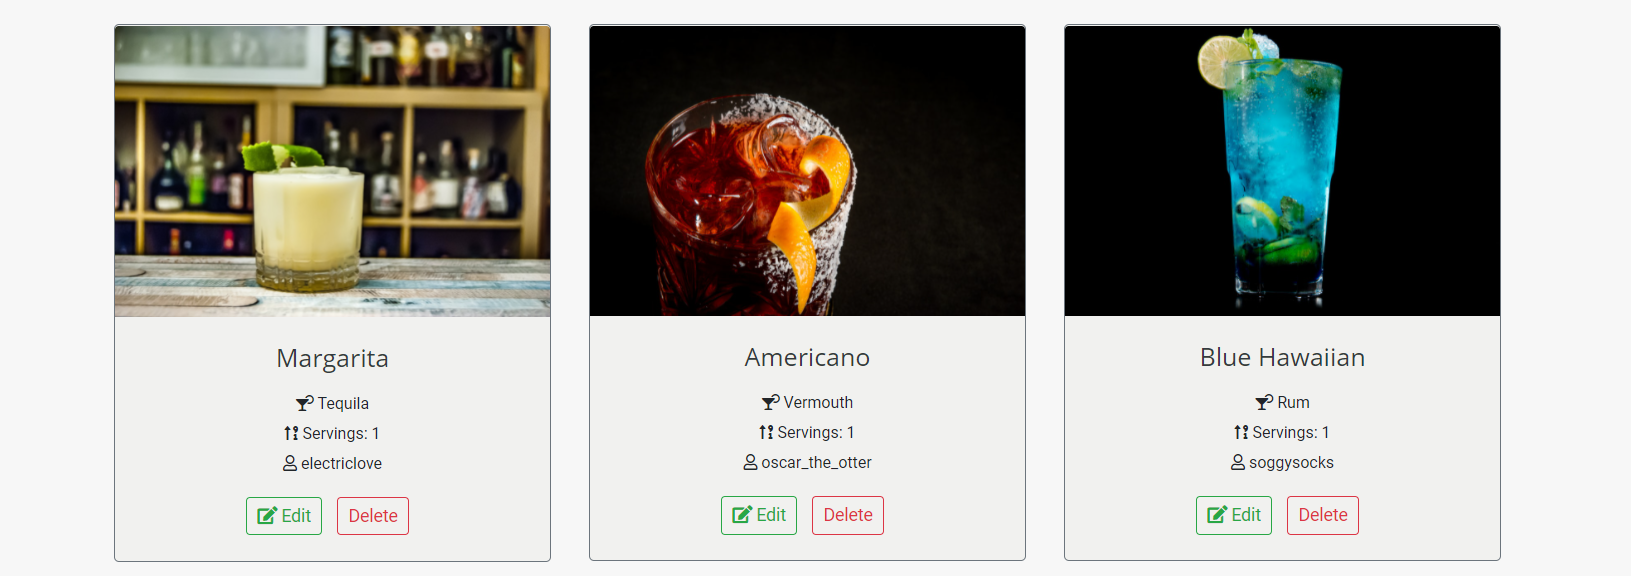 Margarita
Tequila
Servings: 1
electriclove
Edit
Delete
Americano
Vermouth
Servings: 1
oscar_the_otter
Edit
Delete
Blue Hawaiian
Rum
Servings: 1
soggysocks
Edit
Delete